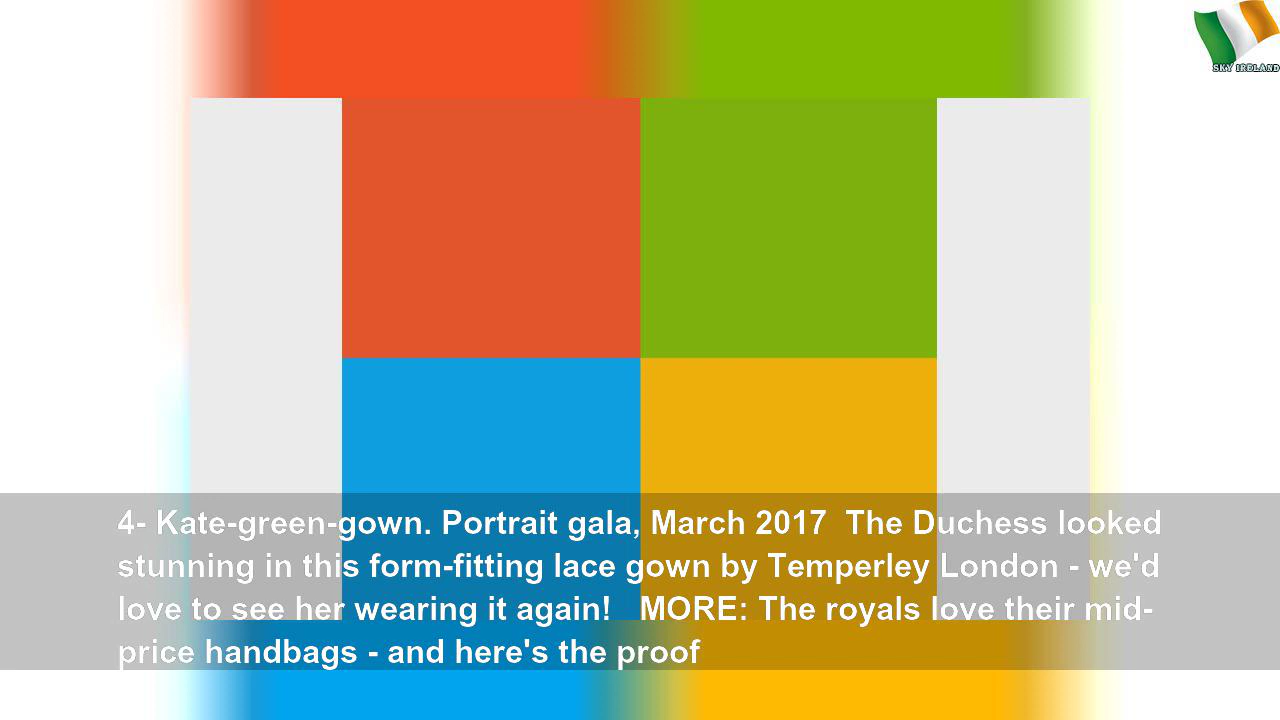 SKY IRELAND
4- Kate-green-gown. Portrait gala, March 2017  The Duchess looked
stunning in this form-fitting lace gown by Temperley London - we'd
love to see her wearing it again!   MORE: The royals love their mid-
price handbags - and here's the proof